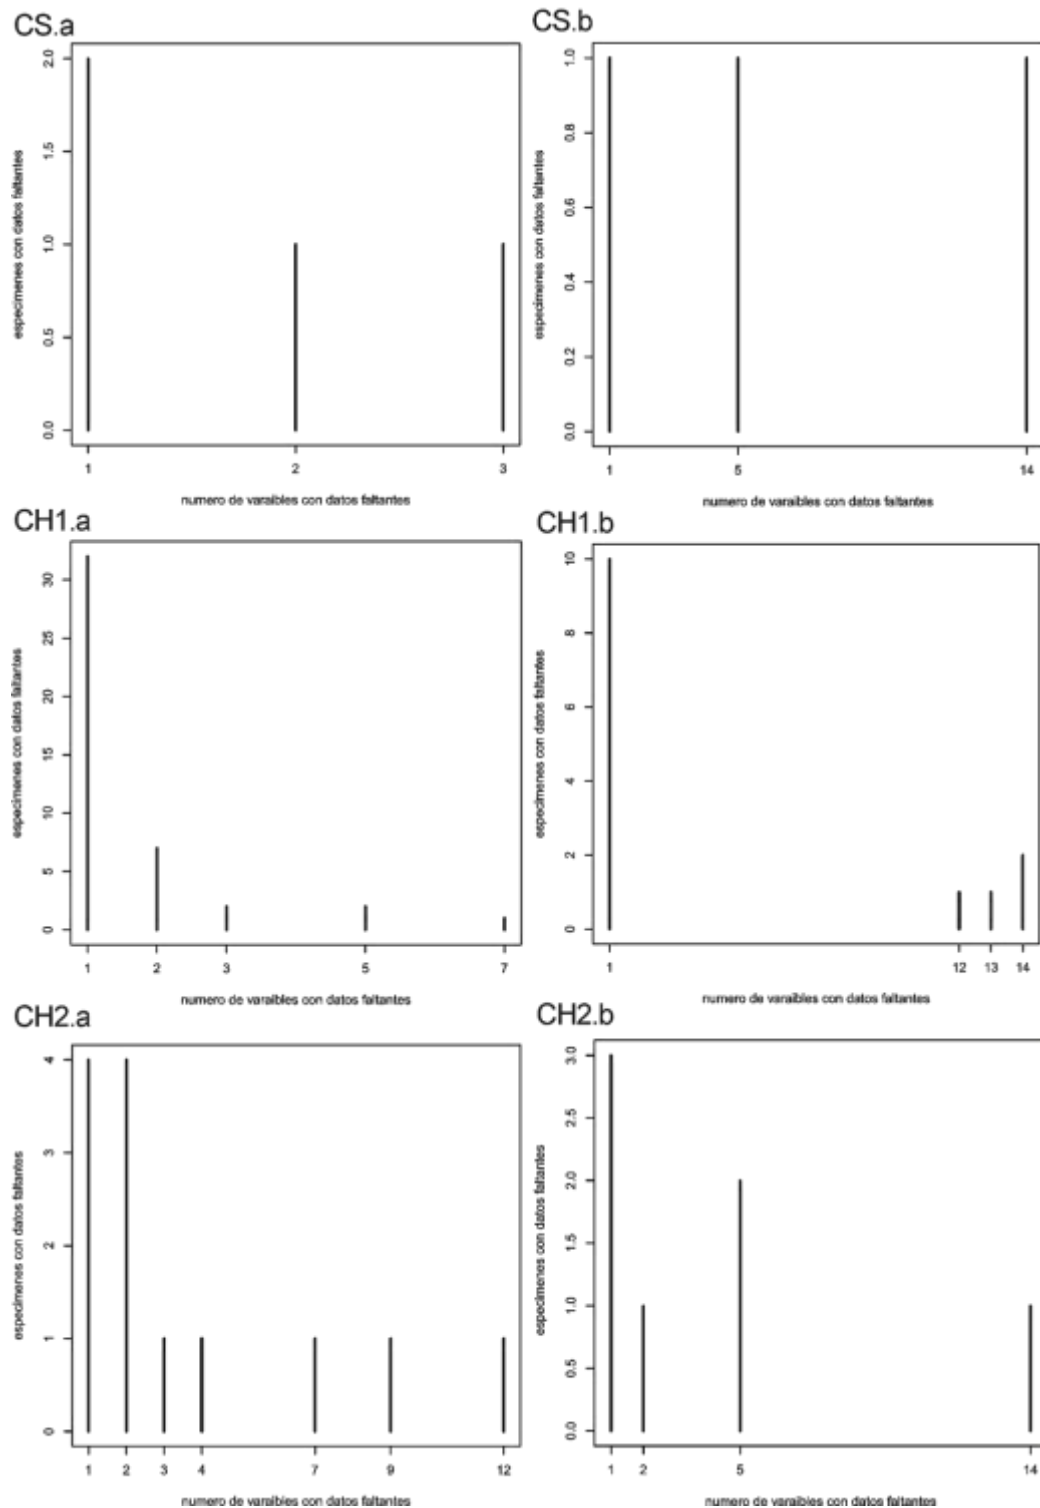 CS.a
especimenes con datos faltantes
2.0
1.5
1.0
0.5
0.0
1 2 3
numero de varaibles con datos faltantes
CS.b
especimenes con datos faltantes
1.0
0.8
0.6
0.4
0.2
0.0
1 5 14
numero de varaibles con datos faltantes
CH1.a
especimenes con datos faltantes
30
25
20
15
10
5
0
1 2 3 5 7
numero de varaibles con datos faltantes
CH1.b
especimenes con datos faltantes
10
8
6
4
2
0
1 12 13 14
numero de varaibles con datos faltantes
CH2.a
especimenes con datos faltantes
4
3
2
1
0
1 2 3 4 7 9 12
numero de varaibles con datos faltantes
CH2.b
especimenes con datos faltantes
3.0
2.5
2.0
1.5
1.0
0.5
0.0
1 2 5 14
numero de varaibles con datos faltantes